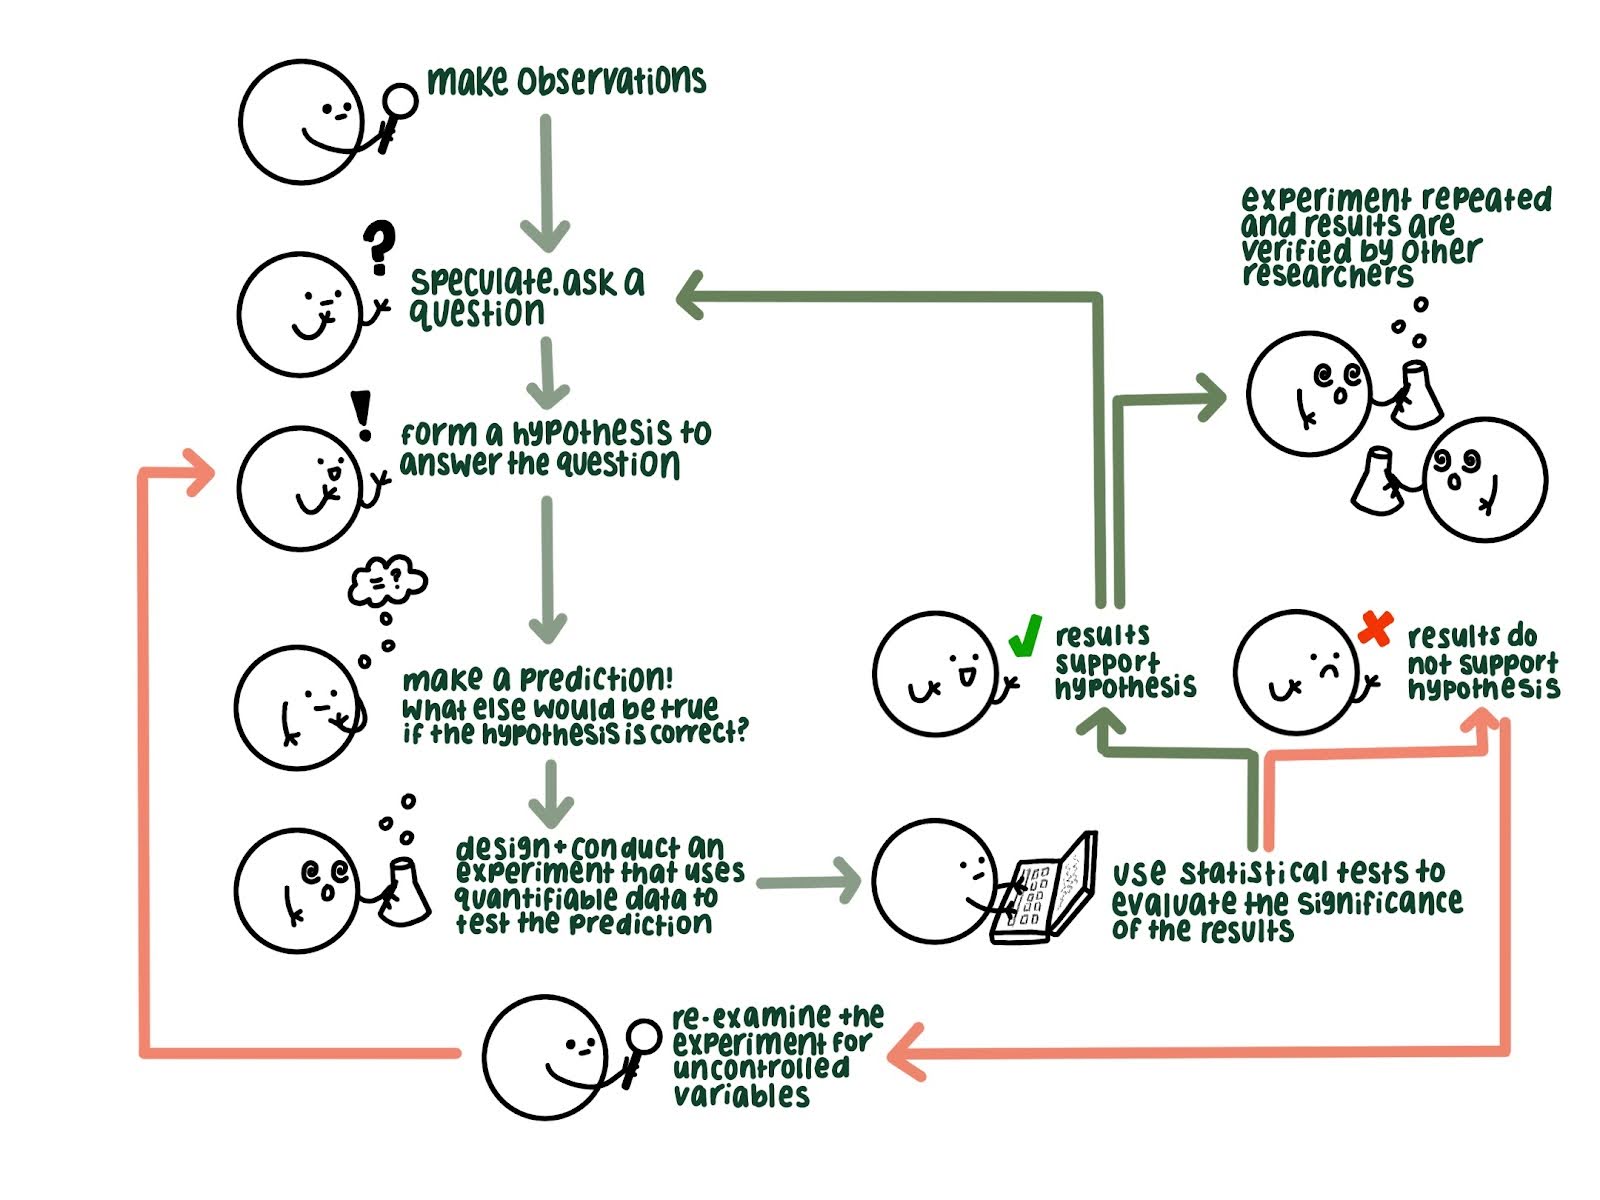 make observations
?
speculate, ask a
question
!
form a hypothesis to
answer the question
=?
make a prediction!
what else would be true
if the hypothesis is correct?
design + conduct an
experiment that uses
quantifiable data to
test the prediction
use statistical tests to
evaluate the significance
of the results
results
support
hypothesis
results do
not support
hypothesis
experiment repeated
and results are
verified by other
researchers
re-examine the
experiment for
uncontrolled
variables